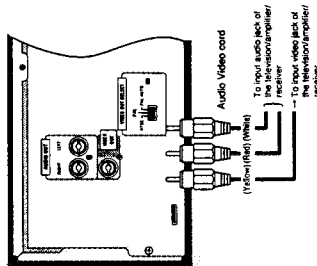 AUDIO OUT
RIGHT
LEFT
VIDEO OUT SELECT
PAL
Audio Video cord
(Yellow) (Red) (White)
To input audio jack of
the television/amplifier/
receiver
To input video jack of
the television/amplifier/
receiver